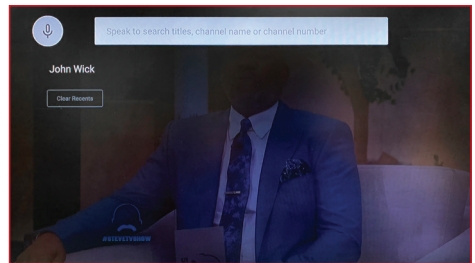 Speak to search titles, channel name or channel number
John Wick
Clear Recents